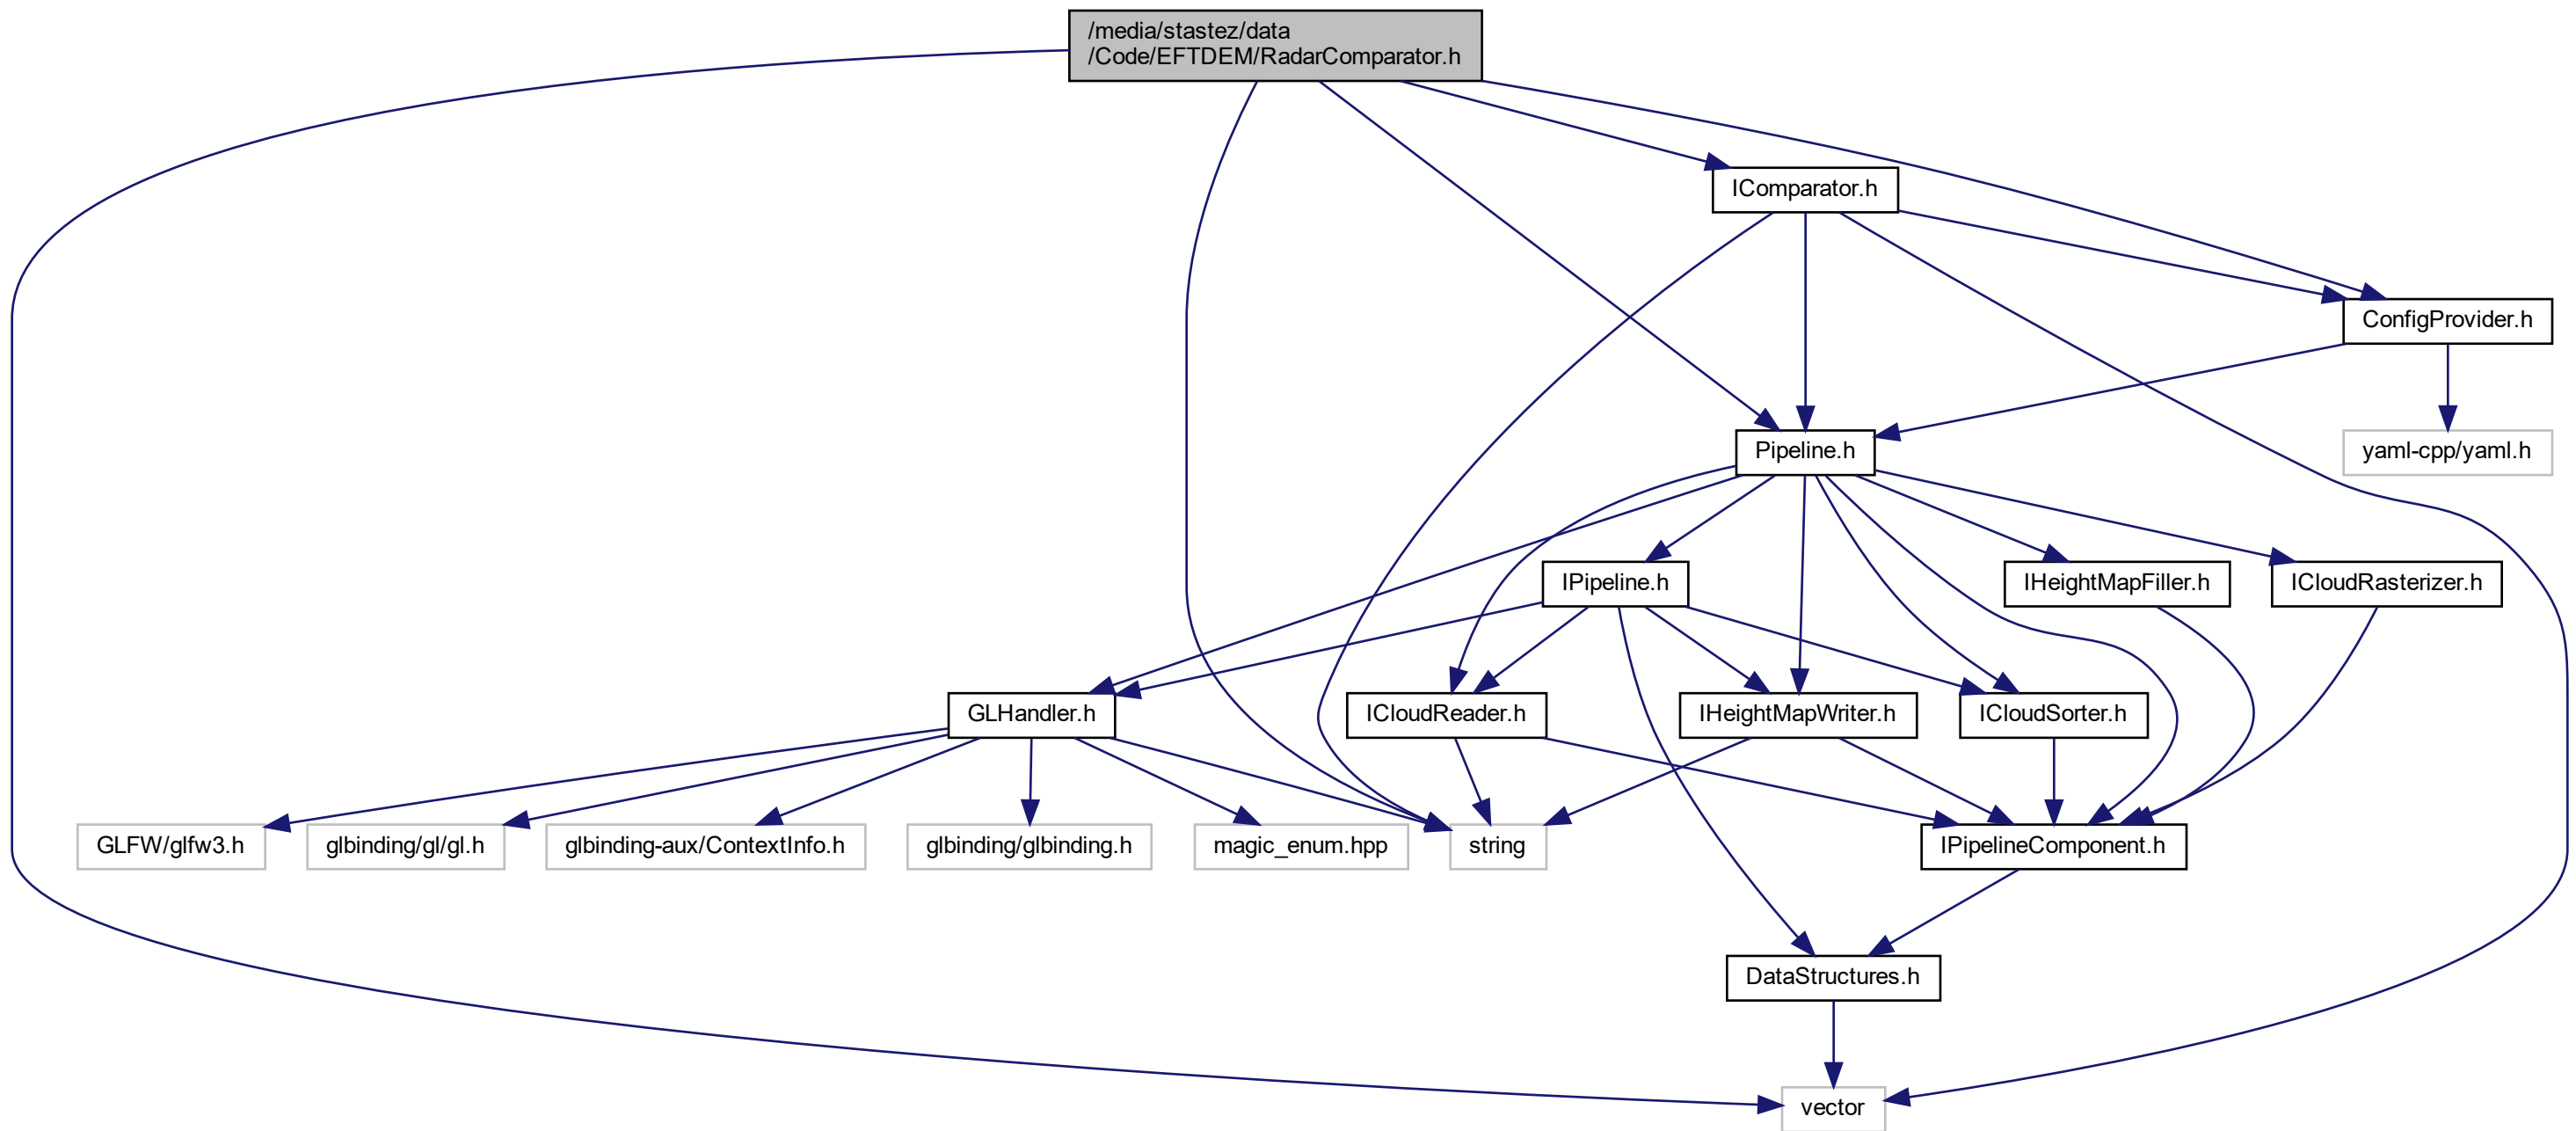 /media/stastez/data
/Code/EFTDEM/RadarComparator.h
IComparator.h
ConfigProvider.h
Pipeline.h
yaml-cpp/yaml.h
IPipeline.h
IHeightMapFiller.h
ICloudRasterizer.h
GLHandler.h
ICloudReader.h
IHeightMapWriter.h
ICloudSorter.h
GLFW/glfw3.h
glbinding/gl/gl.h
glbinding-aux/ContextInfo.h
glbinding/glbinding.h
magic_enum.hpp
string
IPipelineComponent.h
DataStructures.h
vector